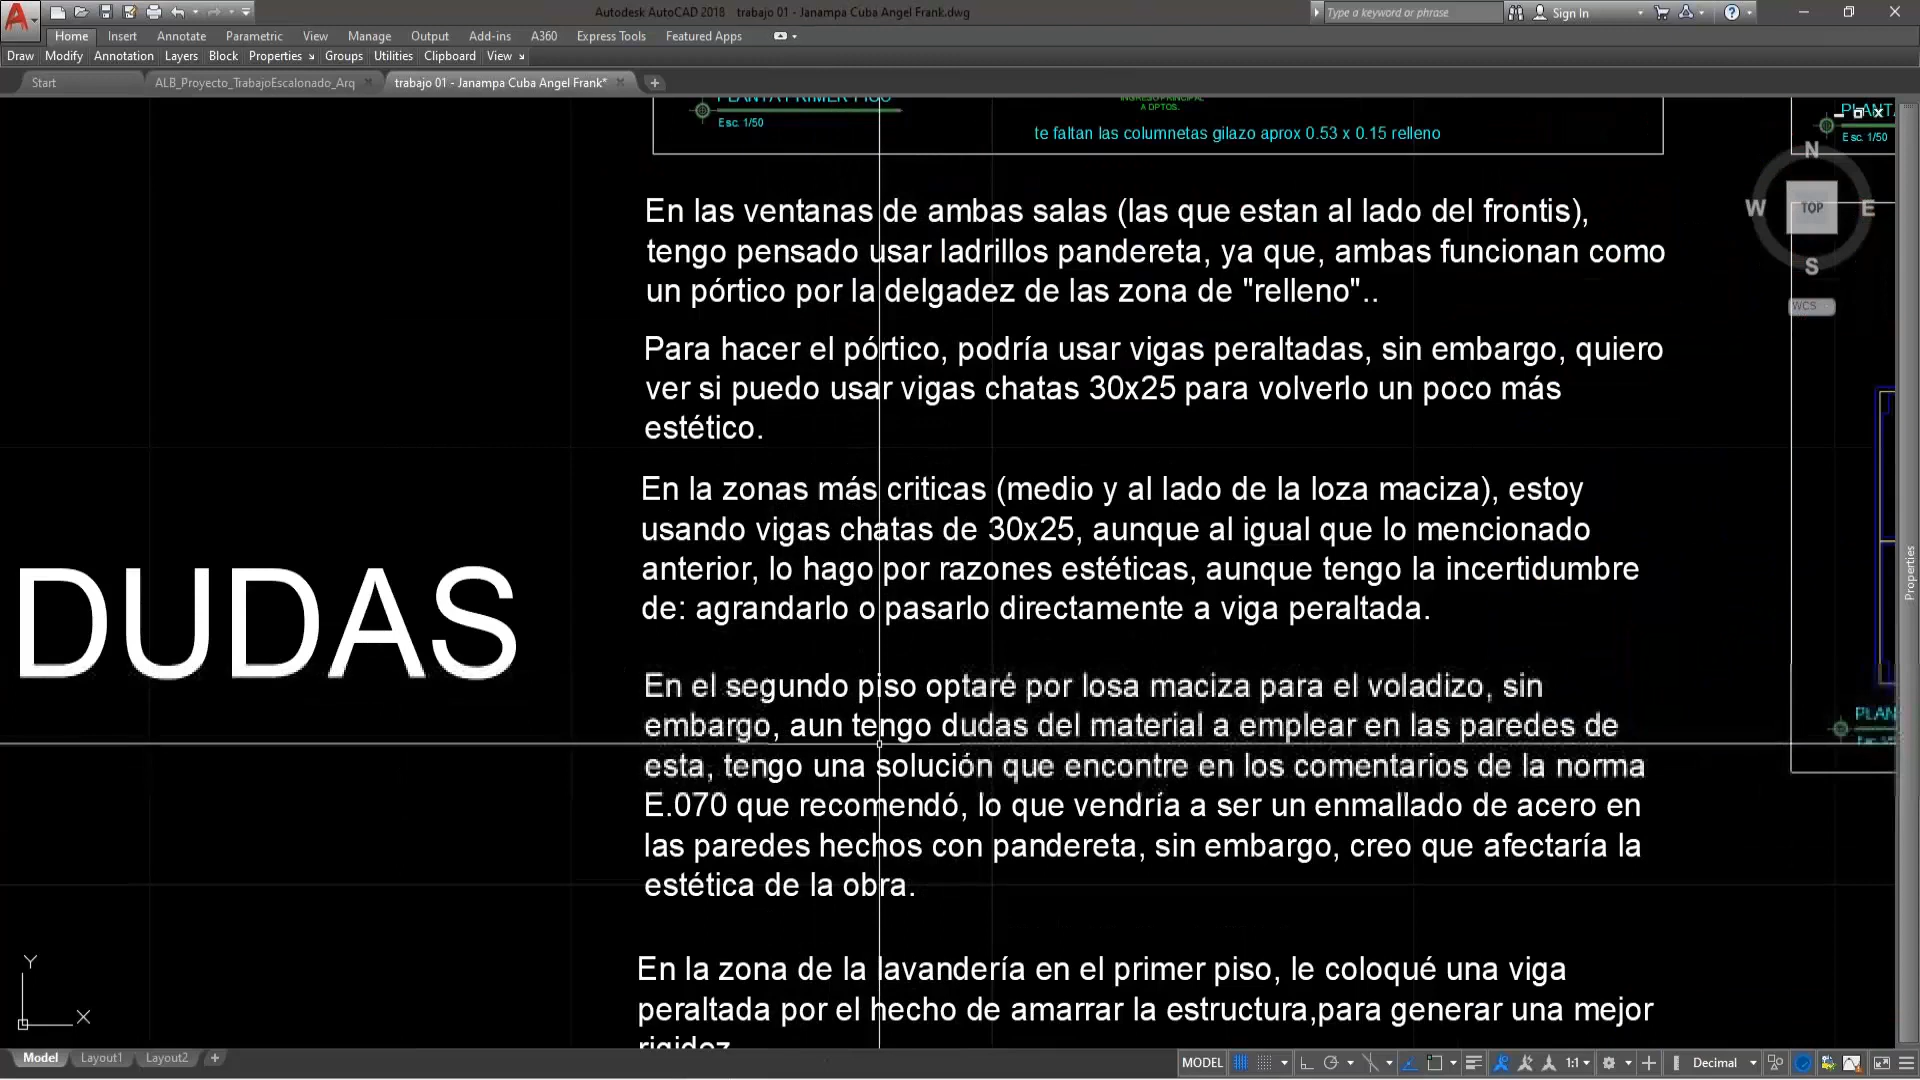 Autodesk AutoCAD 2018 trabajo 01 - Janampa Cuba Angel Frank.dwg
Type a keyword or phrase
Sign In
Home Insert Annotate Parametric View Manage Output Add-ins A360 Express Tools Featured Apps
Draw Modify Annotation Layers Block Properties Groups Utilities Clipboard View
Start ALB_Proyecto_TrabajoEscalonado_Arq trabajo 01 - Janampa Cuba Angel Frank*
PLANTA PRIMER PISO
Esc. 1/50
INGRESO PRINCIPAL
A DPTOS.
te faltan las columnetas gilazo aprox 0.53 x 0.15 relleno
PLANTA
Esc. 1/50
N
W TOP E
S
WCS
En las ventanas de ambas salas (las que estan al lado del frontis),
tengo pensado usar ladrillos pandereta, ya que, ambas funcionan como
un pórtico por la delgadez de las zona de "relleno"..
Para hacer el pórtico, podría usar vigas peraltadas, sin embargo, quiero
ver si puedo usar vigas chatas 30x25 para volverlo un poco más
estético.
En la zonas más criticas (medio y al lado de la loza maciza), estoy
usando vigas chatas de 30x25, aunque al igual que lo mencionado
anterior, lo hago por razones estéticas, aunque tengo la incertidumbre
de: agrandarlo o pasarlo directamente a viga peraltada.
DUDAS
En el segundo piso optaré por losa maciza para el voladizo, sin
embargo, aun tengo dudas del material a emplear en las paredes de
esta, tengo una solución que encontre en los comentarios de la norma
E.070 que recomendó, lo que vendría a ser un enmallado de acero en
las paredes hechos con pandereta, sin embargo, creo que afectaría la
estética de la obra.
En la zona de la lavandería en el primer piso, le coloqué una viga
peraltada por el hecho de amarrar la estructura,para generar una mejor
rigidez
PLAN
Properties
Y
X
Model Layout1 Layout2
MODEL 1:1 Decimal